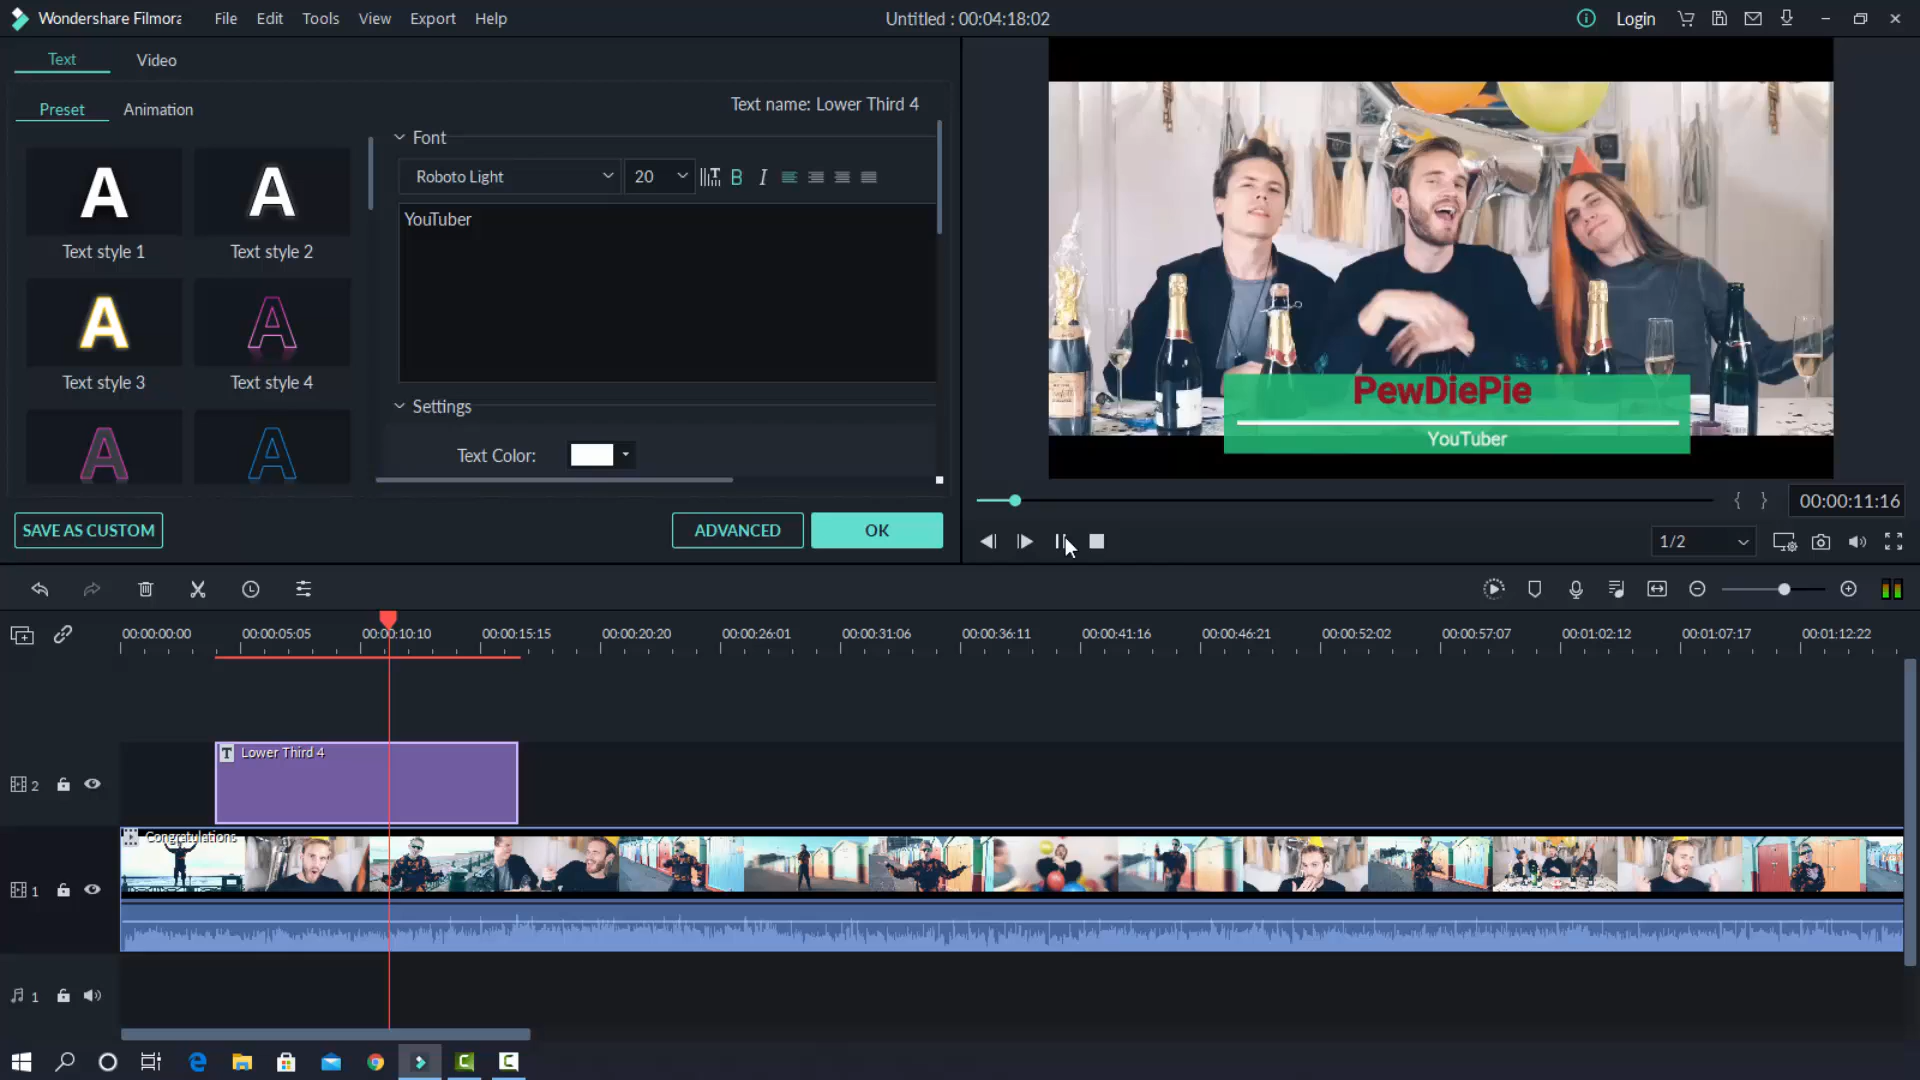 Wondershare Filmora
File Edit Tools View Export Help
Untitled : 00:04:18:02
Login
Text Video
Preset Animation
Text name: Lower Third 4
Font
Roboto Light 20 B I
YouTuber
A A
Text style 1 Text style 2
A A
Text style 3 Text style 4
A A
Settings
Text Color:
SAVE AS CUSTOM ADVANCED OK
PewDiePie
YouTuber
{ } 00:00:11:16
1/2
00:00:00:00 00:00:05:05 00:00:10:10 00:00:15:15 00:00:20:20 00:00:26:01 00:00:31:06 00:00:36:11 00:00:41:16 00:00:46:21 00:00:52:02 00:00:57:07 00:01:02:12 00:01:07:17 00:01:12:22
T Lower Third 4
2
Congratulations
1
1